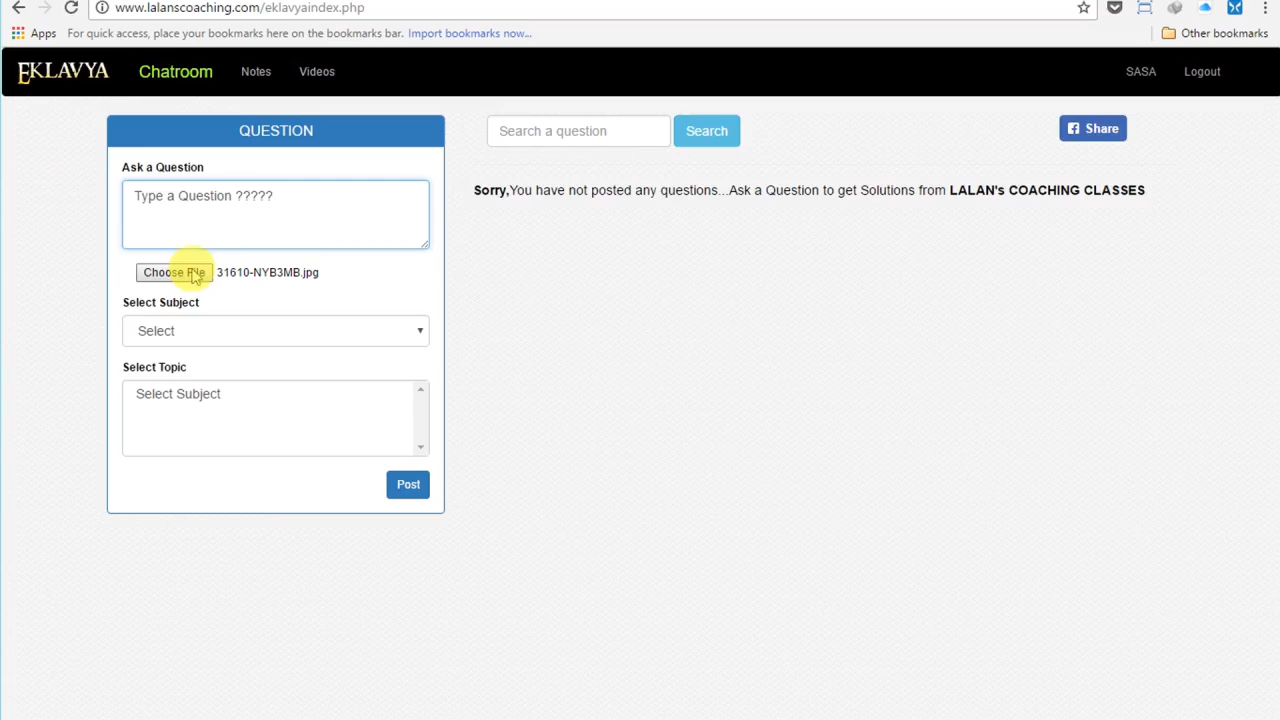 www.lalanscoaching.com/eklavyaindex.php
Apps For quick access, place your bookmarks here on the bookmarks bar. Import bookmarks now... Other bookmarks
EKLAVYA Chatroom Notes Videos SASA Logout
QUESTION
Ask a Question
Type a Question ?????
Choose File 31610-NYB3MB.jpg
Select Subject
Select
Select Topic
Select Subject
Post
Search a question Search
Share
Sorry,You have not posted any questions...Ask a Question to get Solutions from LALAN's COACHING CLASSES